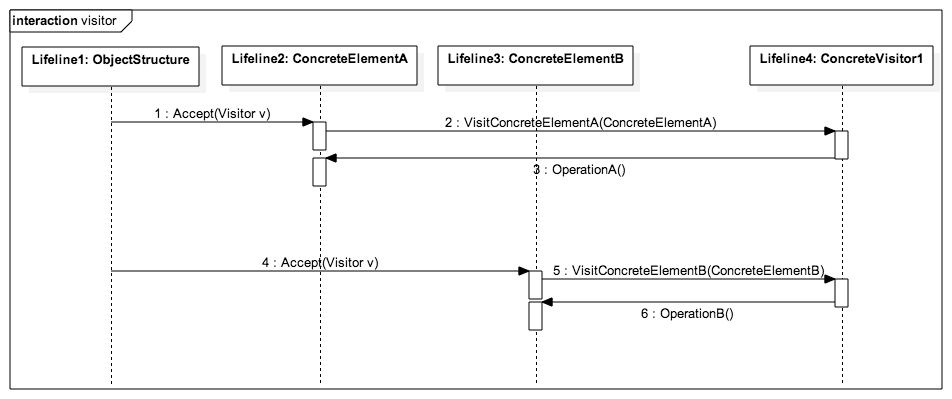 interaction visitor
Lifeline1: ObjectStructure
Lifeline2: ConcreteElementA
Lifeline3: ConcreteElementB
Lifeline4: ConcreteVisitor1
1 : Accept(Visitor v)
2 : VisitConcreteElementA(ConcreteElementA)
3 : OperationA()
4 : Accept(Visitor v)
5 : VisitConcreteElementB(ConcreteElementB)
6 : OperationB()